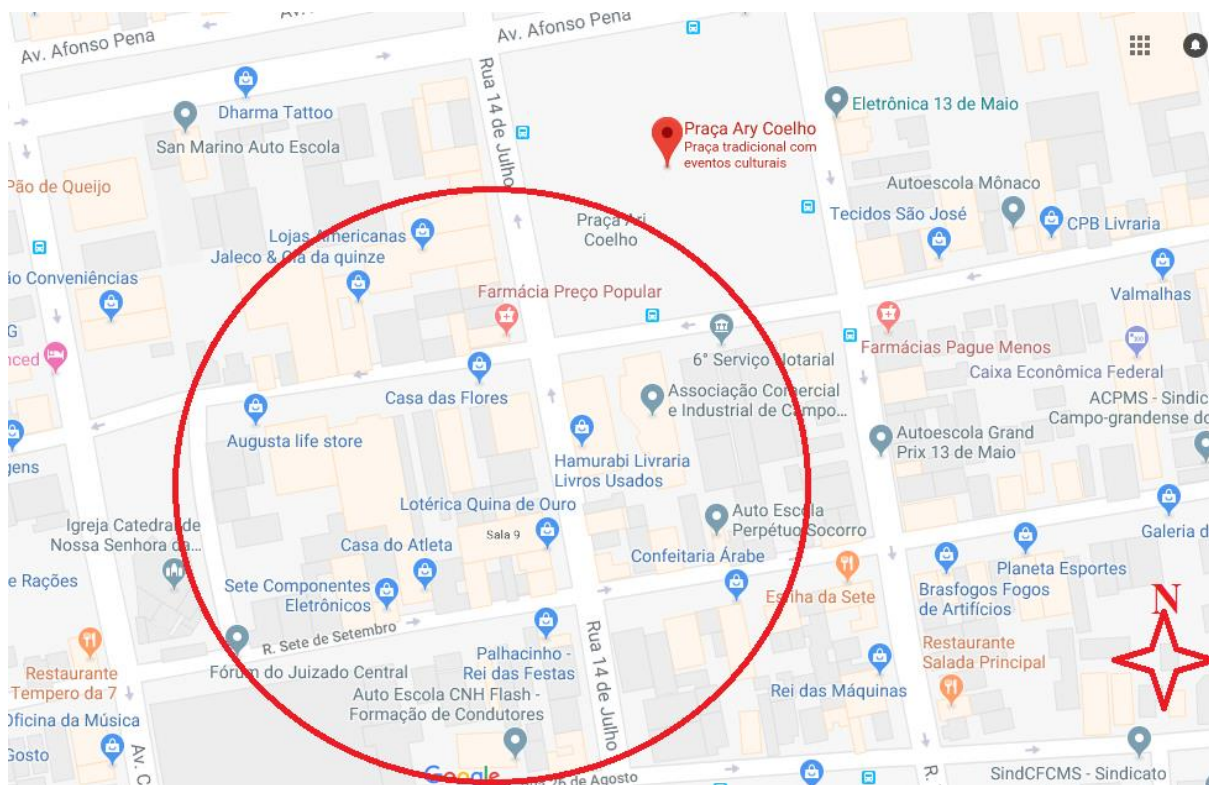 Av. Afonso Pena
Av. Afonso Pena
Dharma Tattoo
San Marino Auto Escola
Rua 14 de Julho
Eletrônica 13 de Maio
Praça Ary Coelho
Praça tradicional com
eventos culturais
Pão de Queijo
Autoescola Mônaco
Tecidos São José
CPB Livraria
Lojas Americanas
Jaleco & Cia da quinze
Praça Ari
Coelho
Conveniências
Farmácia Preço Popular
Valmalhas
6° Serviço Notarial
Farmácias Pague Menos
Caixa Econômica Federal
Casa das Flores
Associação Comercial
e Industrial de Campo...
ACPMS - Sindic
Campo-grandense do
Augusta life store
Autoescola Grand
Prix 13 de Maio
Hamurabi Livraria
Livros Usados
Lotérica Quina de Ouro
Sala 9
Auto Escola
Perpétuo Socorro
Igreja Catedral de
Nossa Senhora da...
Casa do Atleta
Confeitaria Árabe
Galeria d
e Rações
Sete Componentes
Eletrônicos
Esfiha da Sete
Planeta Esportes
Brasfogos Fogos
de Artifícios
N
R. Sete de Setembro
Fórum do Juizado Central
Palhacinho -
Rei das Festas
Rua 14 de Julho
Restaurante
Salada Principal
Restaurante
Tempero da 7
Auto Escola CNH Flash -
Formação de Condutores
Rei das Máquinas
Oficina da Música
Gosto
Av. C
Google
26 de Agosto
R.
SindCFCMS - Sindicato